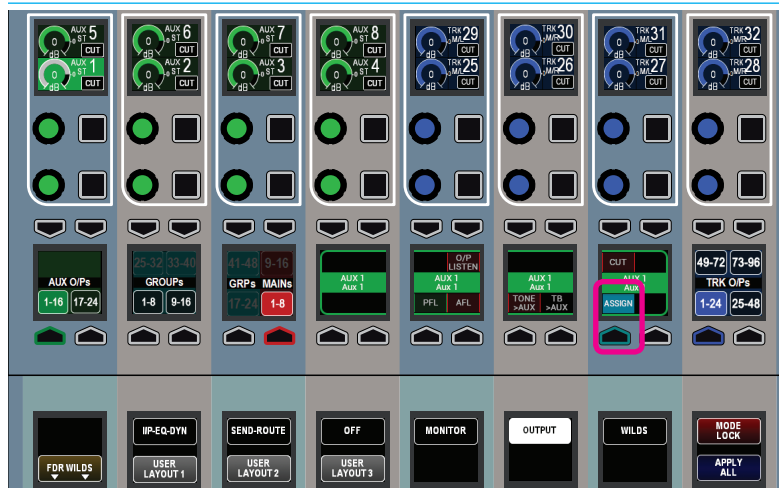 AUX 5
ST
CUT
0
dB
AUX 1
ST
CUT
0
dB
AUX 6
ST
CUT
0
dB
AUX 2
ST
CUT
0
dB
AUX 7
ST
CUT
0
dB
AUX 3
ST
CUT
0
dB
AUX 8
ST
CUT
0
dB
AUX 4
ST
CUT
0
dB
TRK 29
M/L
CUT
0
dB
TRK 25
M/L
CUT
0
dB
TRK 30
M/R
CUT
0
dB
TRK 26
M/R
CUT
0
dB
TRK 31
M/L
CUT
0
dB
TRK 27
M/L
CUT
0
dB
TRK 32
M/R
CUT
0
dB
TRK 28
M/R
CUT
0
dB
AUX O/Ps
1-16 17-24
25-32 33-40
GROUPs
1-8 9-16
41-48 9-16
GRPs MAINs
17-24 1-8
AUX 1
Aux 1
O/P
LISTEN
AUX 1
Aux 1
PFL AFL
AUX 1
Aux 1
TONE TB
>AUX >AUX
CUT
AUX 1
Aux
ASSIGN
49-72 73-96
TRK O/Ps
1-24 25-48
FDR WILDS
I/P-EQ-DYN
USER
LAYOUT 1
SEND-ROUTE
USER
LAYOUT 2
OFF
USER
LAYOUT 3
MONITOR
OUTPUT
WILDS
MODE
LOCK
APPLY
ALL